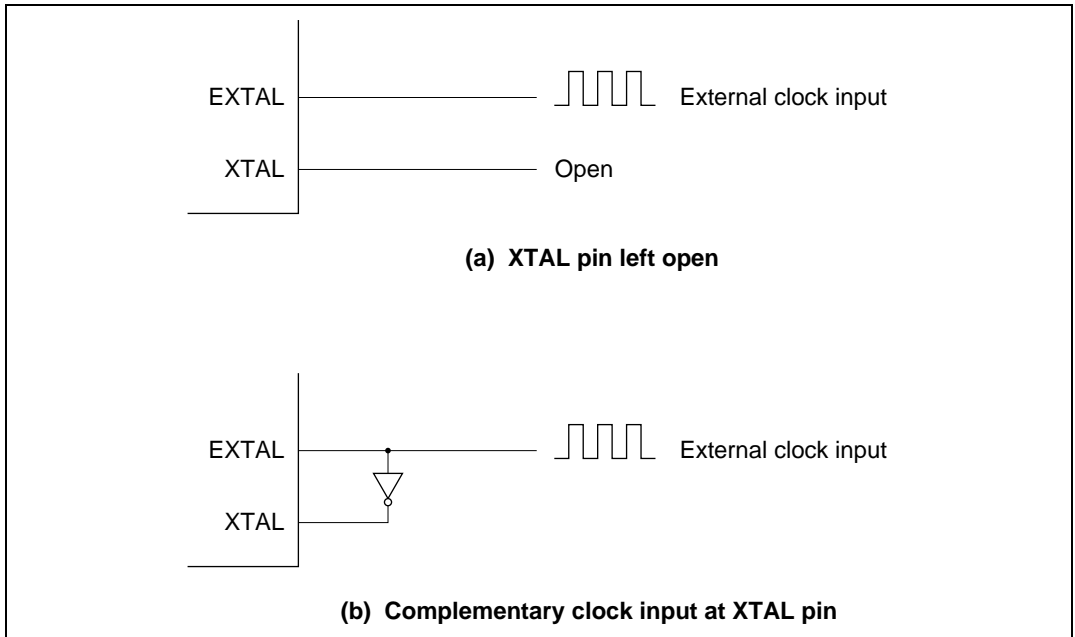 EXTAL External clock input
XTAL Open
(a) XTAL pin left open
EXTAL External clock input
XTAL
(b) Complementary clock input at XTAL pin